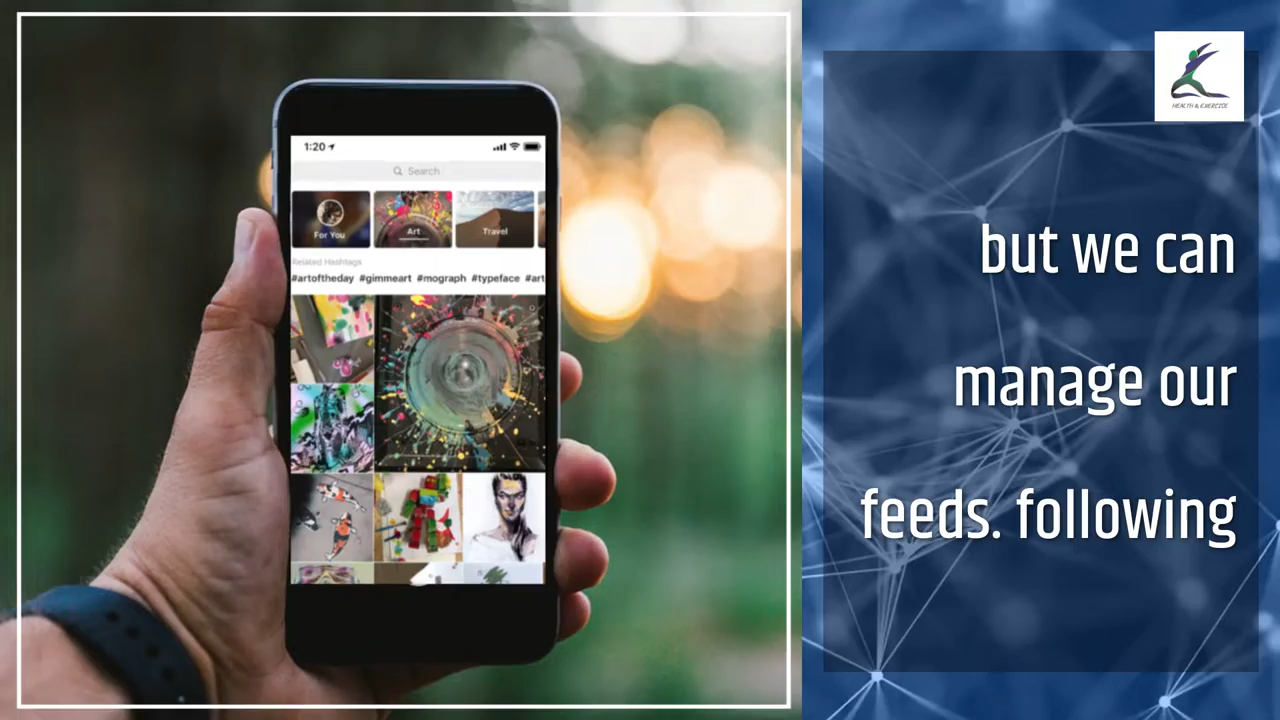 1:20
Search
For You
Art
Travel
Related Hashtags
#artoftheday #gimmeart #mograph #typeface #art
HEALTH & EXERCISE
but we can
manage our
feeds. following